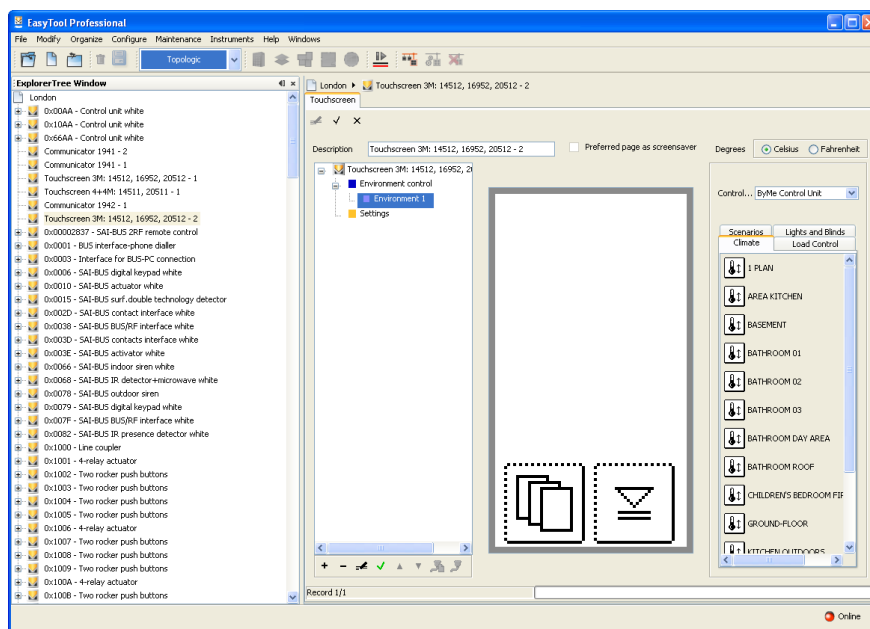 EasyTool Professional
File Modify Organize Configure Maintenance Instruments Help Windows
Topologic
ExplorerTree Window
London
0x00AA - Control unit white
0x10AA - Control unit white
0x66AA - Control unit white
Communicator 1941 - 2
Communicator 1941 - 1
Touchscreen 3M: 14512, 16952, 20512 - 1
Touchscreen 4+4M: 14511, 20511 - 1
Communicator 1942 - 1
Touchscreen 3M: 14512, 16952, 20512 - 2
0x00002837 - SAI-BUS 2RF remote control
0x0001 - BUS interface-phone dialler
0x0003 - Interface for BUS-PC connection
0x0006 - SAI-BUS digital keypad white
0x0010 - SAI-BUS actuator white
0x0015 - SAI-BUS surf.double technology detector
0x002D - SAI-BUS contact interface white
0x0038 - SAI-BUS BUS/RF interface white
0x003D - SAI-BUS contacts interface white
0x003E - SAI-BUS activator white
0x0066 - SAI-BUS indoor siren white
0x0068 - SAI-BUS IR detector+microwave white
0x0078 - SAI-BUS outdoor siren
0x0079 - SAI-BUS digital keypad white
0x007F - SAI-BUS BUS/RF interface white
0x0082 - SAI-BUS IR presence detector white
0x1000 - Line coupler
0x1001 - 4-relay actuator
0x1002 - Two rocker push buttons
0x1003 - Two rocker push buttons
0x1004 - Two rocker push buttons
0x1005 - Two rocker push buttons
0x1006 - 4-relay actuator
0x1007 - Two rocker push buttons
0x1008 - Two rocker push buttons
0x1009 - Two rocker push buttons
0x100A - 4-relay actuator
0x100B - Two rocker push buttons
London Touchscreen 3M: 14512, 16952, 20512 - 2
Touchscreen
Description Touchscreen 3M: 14512, 16952, 20512 - 2 Preferred page as screensaver Degrees Celsius Fahrenheit
Touchscreen 3M: 14512, 16952, 2
Environment control
Environment 1
Settings
Control... ByMe Control Unit
Scenarios Lights and Blinds
Climate Load Control
1 PLAN
AREA KITCHEN
BASEMENT
BATHROOM 01
BATHROOM 02
BATHROOM 03
BATHROOM DAY AREA
BATHROOM ROOF
CHILDREN'S BEDROOM FIR
GROUND-FLOOR
KITCHEN OUTDOORS
Record 1/1
Online